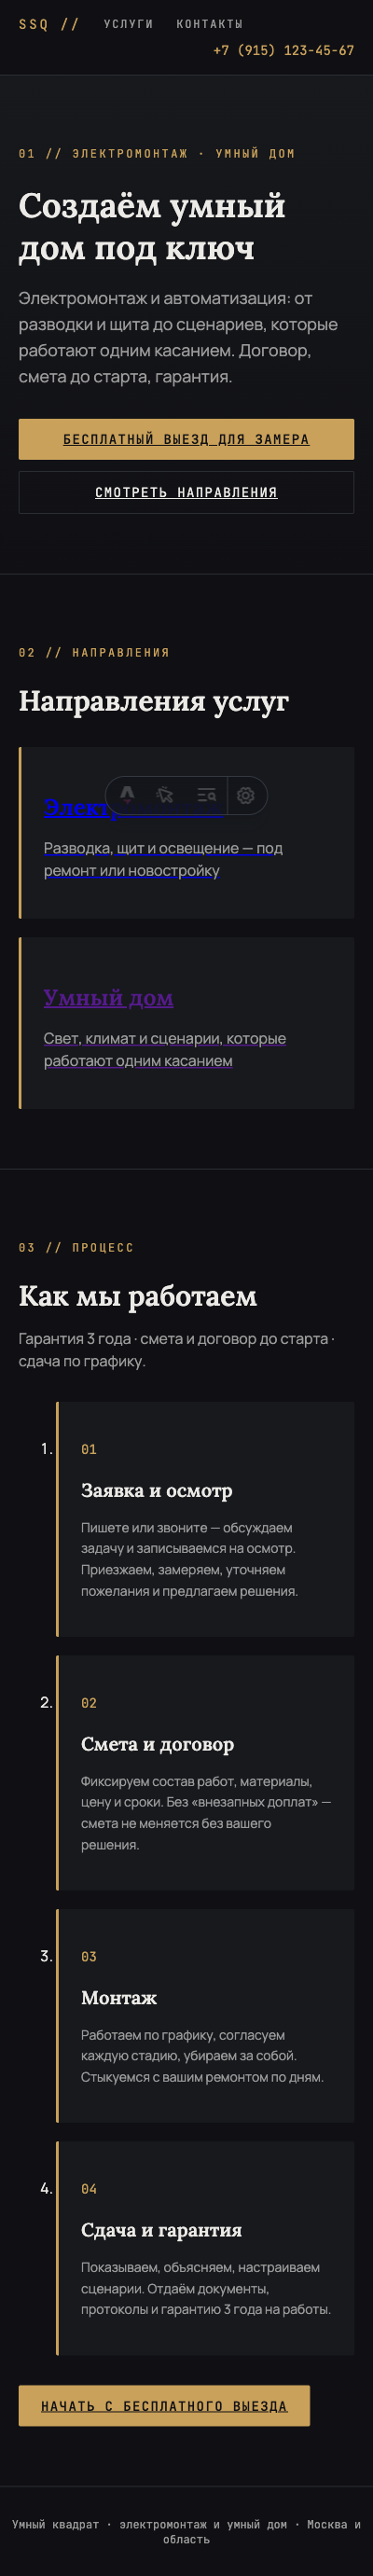 SSQ // УСЛУГИ КОНТАКТЫ
+7 (915) 123-45-67
01 // ЭЛЕКТРОМОНТАЖ · УМНЫЙ ДОМ
Создаём умный
дом под ключ
Электромонтаж и автоматизация: от
разводки и щита до сценариев, которые
работают одним касанием. Договор,
смета до старта, гарантия.
БЕСПЛАТНЫЙ ВЫЕЗД ДЛЯ ЗАМЕРА
СМОТРЕТЬ НАПРАВЛЕНИЯ
02 // НАПРАВЛЕНИЯ
Направления услуг
Разводка, щит и освещение — под
ремонт или новостройку
Умный дом
Свет, климат и сценарии, которые
работают одним касанием
03 // ПРОЦЕСС
Как мы работаем
Гарантия 3 года · смета и договор до старта ·
сдача по графику.
1. 01
Заявка и осмотр
Пишете или звоните — обсуждаем
задачу и записываемся на осмотр.
Приезжаем, замеряем, уточняем
пожелания и предлагаем решения.
2. 02
Смета и договор
Фиксируем состав работ, материалы,
цену и сроки. Без «внезапных доплат» —
смета не меняется без вашего
решения.
3. 03
Монтаж
Работаем по графику, согласуем
каждую стадию, убираем за собой.
Стыкуемся с вашим ремонтом по дням.
4. 04
Сдача и гарантия
Показываем, объясняем, настраиваем
сценарии. Отдаём документы,
протоколы и гарантию 3 года на работы.
НАЧАТЬ С БЕСПЛАТНОГО ВЫЕЗДА
Умный квадрат · электромонтаж и умный дом · Москва и
область